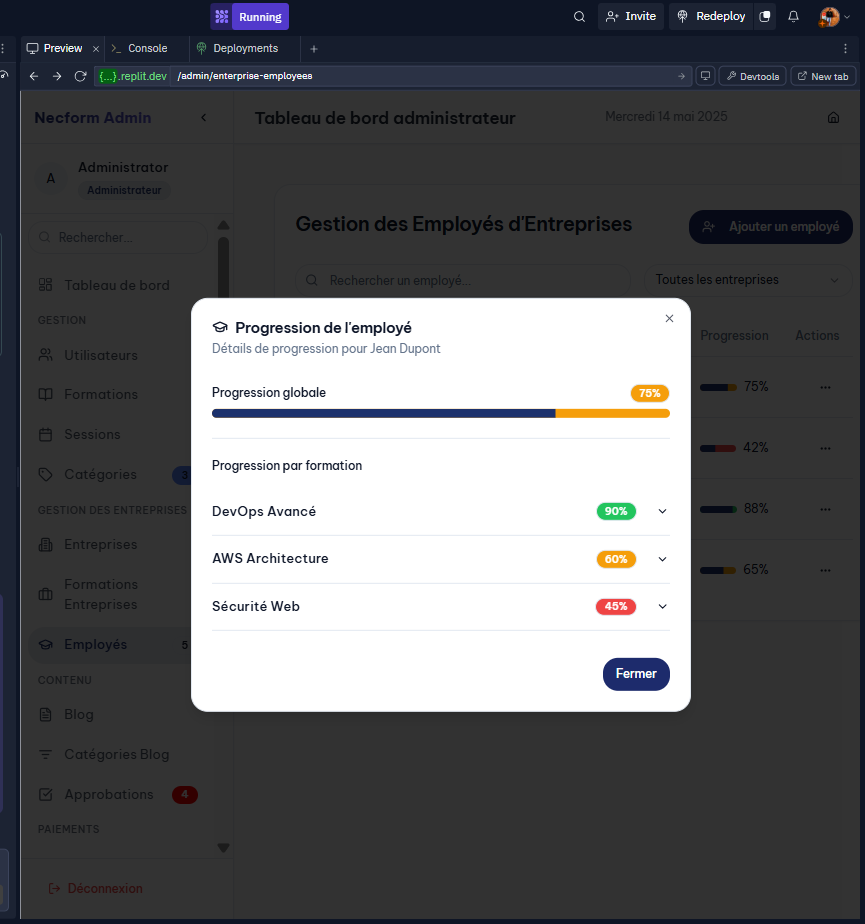 Running
Invite
Redeploy
Preview
Console
Deployments
{...}.replit.dev
/admin/enterprise-employees
Devtools
New tab
Necform Admin
Tableau de bord administrateur
Mercredi 14 mai 2025
A
Administrator
Administrateur
Rechercher...
Gestion des Employés d'Entreprises
Ajouter un employé
Rechercher un employé...
Toutes les entreprises
Tableau de bord
GESTION
Utilisateurs
Formations
Sessions
Catégories
3
GESTION DES ENTREPRISES
Entreprises
Formations
Entreprises
Employés
5
CONTENU
Blog
Catégories Blog
Approbations
4
PAIEMENTS
Déconnexion
Progression
Actions
75%
42%
88%
65%
Progression de l'employé
Détails de progression pour Jean Dupont
Progression globale
75%
Progression par formation
DevOps Avancé
90%
AWS Architecture
60%
Sécurité Web
45%
Fermer